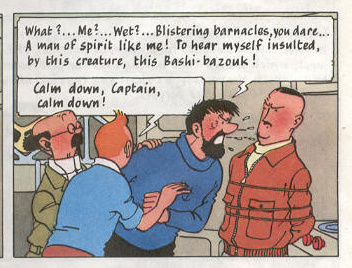 What ?... Me?... Wet?... Blistering barnacles, you dare...
A man of spirit like me! To hear myself insulted,
by this creature, this Bashi-bazouk !
Calm down, Captain,
calm down!